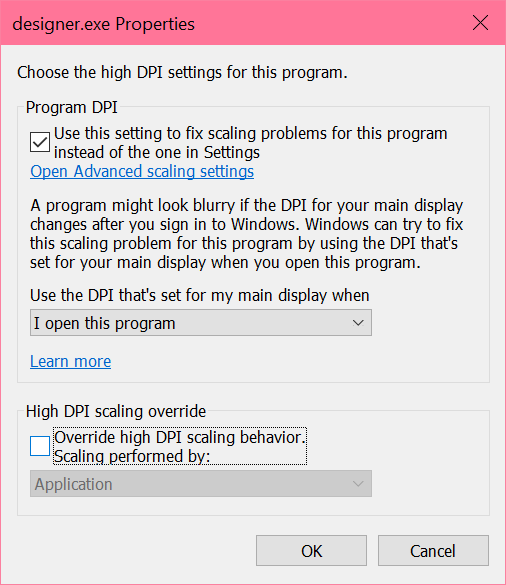 designer.exe Properties
Choose the high DPI settings for this program.
Program DPI
Use this setting to fix scaling problems for this program
instead of the one in Settings
Open Advanced scaling settings
A program might look blurry if the DPI for your main display
changes after you sign in to Windows. Windows can try to fix
this scaling problem for this program by using the DPI that's
set for your main display when you open this program.
Use the DPI that's set for my main display when
I open this program
Learn more
High DPI scaling override
Override high DPI scaling behavior.
Scaling performed by:
Application
OK
Cancel